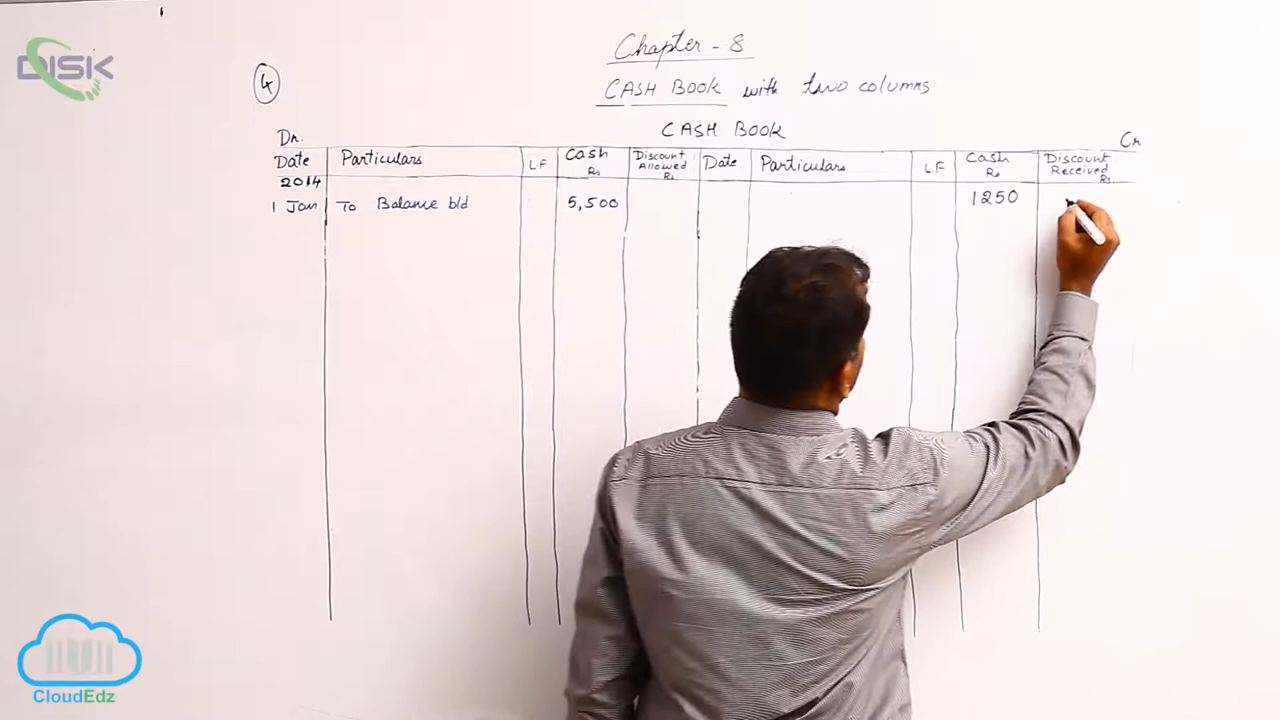 DISK
Chapter - 8
4
CASH BOOK with two columns
CASH BOOK
Dr.
Cr
Date Particulars LF Cash Rs Discount Allowed Rs Date Particulars LF Cash Rs Discount Received Rs
2014
1 Jan To Balance b/d 5,500 1250
CloudEdz